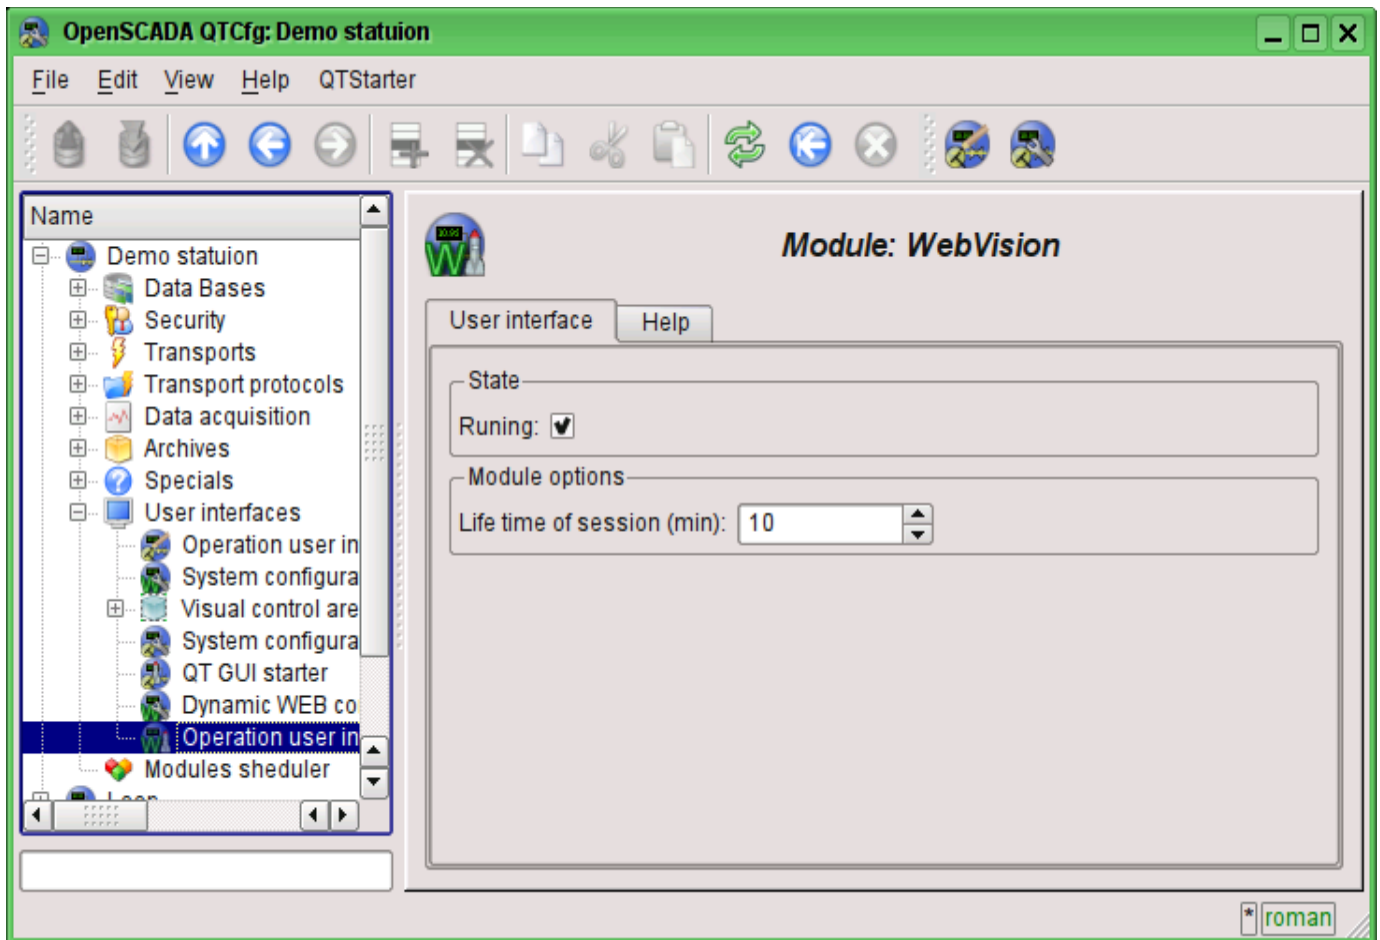 OpenSCADA QTCfg: Demo statuion
File Edit View Help QTStarter
Name
Demo statuion
Data Bases
Security
Transports
Transport protocols
Data acquisition
Archives
Specials
User interfaces
Operation user in
System configura
Visual control are
System configura
QT GUI starter
Dynamic WEB co
Operation user in
Modules sheduler
Module: WebVision
User interface Help
State
Runing:
Module options
Life time of session (min): 10
* roman